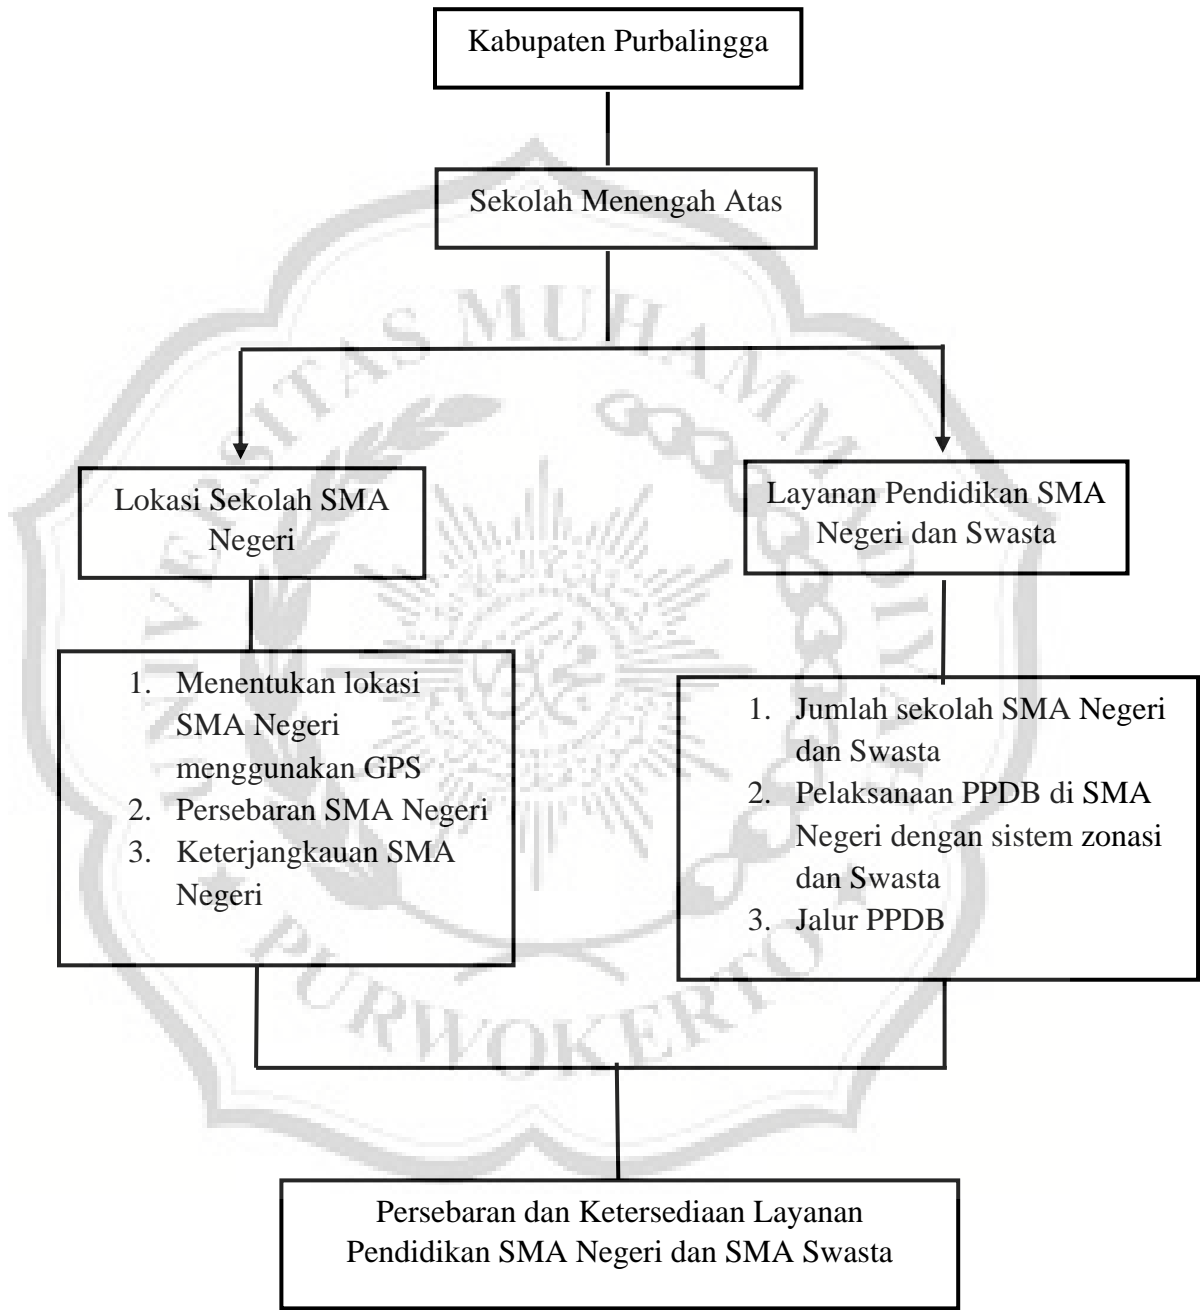 Kabupaten Purbalingga
Sekolah Menengah Atas
Lokasi Sekolah SMA
Negeri
Layanan Pendidikan SMA
Negeri dan Swasta
1. Menentukan lokasi
SMA Negeri
menggunakan GPS
2. Persebaran SMA Negeri
3. Keterjangkauan SMA
Negeri
1. Jumlah sekolah SMA Negeri
dan Swasta
2. Pelaksanaan PPDB di SMA
Negeri dengan sistem zonasi
dan Swasta
3. Jalur PPDB
Persebaran dan Ketersediaan Layanan
Pendidikan SMA Negeri dan SMA Swasta
UNIVERSITAS MUHAMMADIYAH
PURWOKERTO